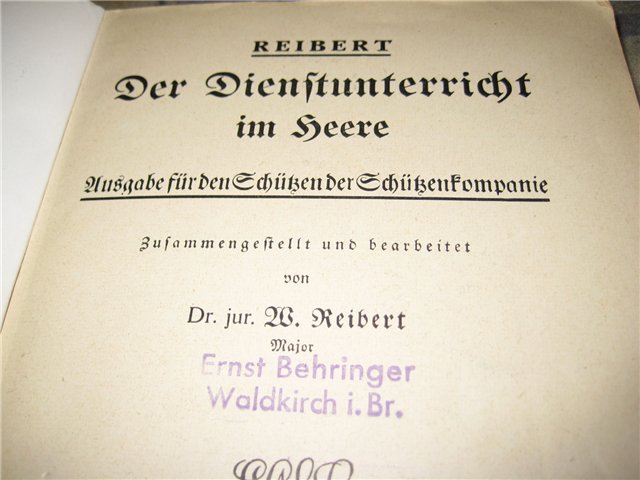 REIBERT
Der Dienſtunterricht
im Heere
Ausgabe für den Schützen der Schützenkompanie
Zuſammengeſtellt und bearbeitet
von
Dr. jur. W. Reibert
Major
Ernst Behringer
Waldkirch i. Br.